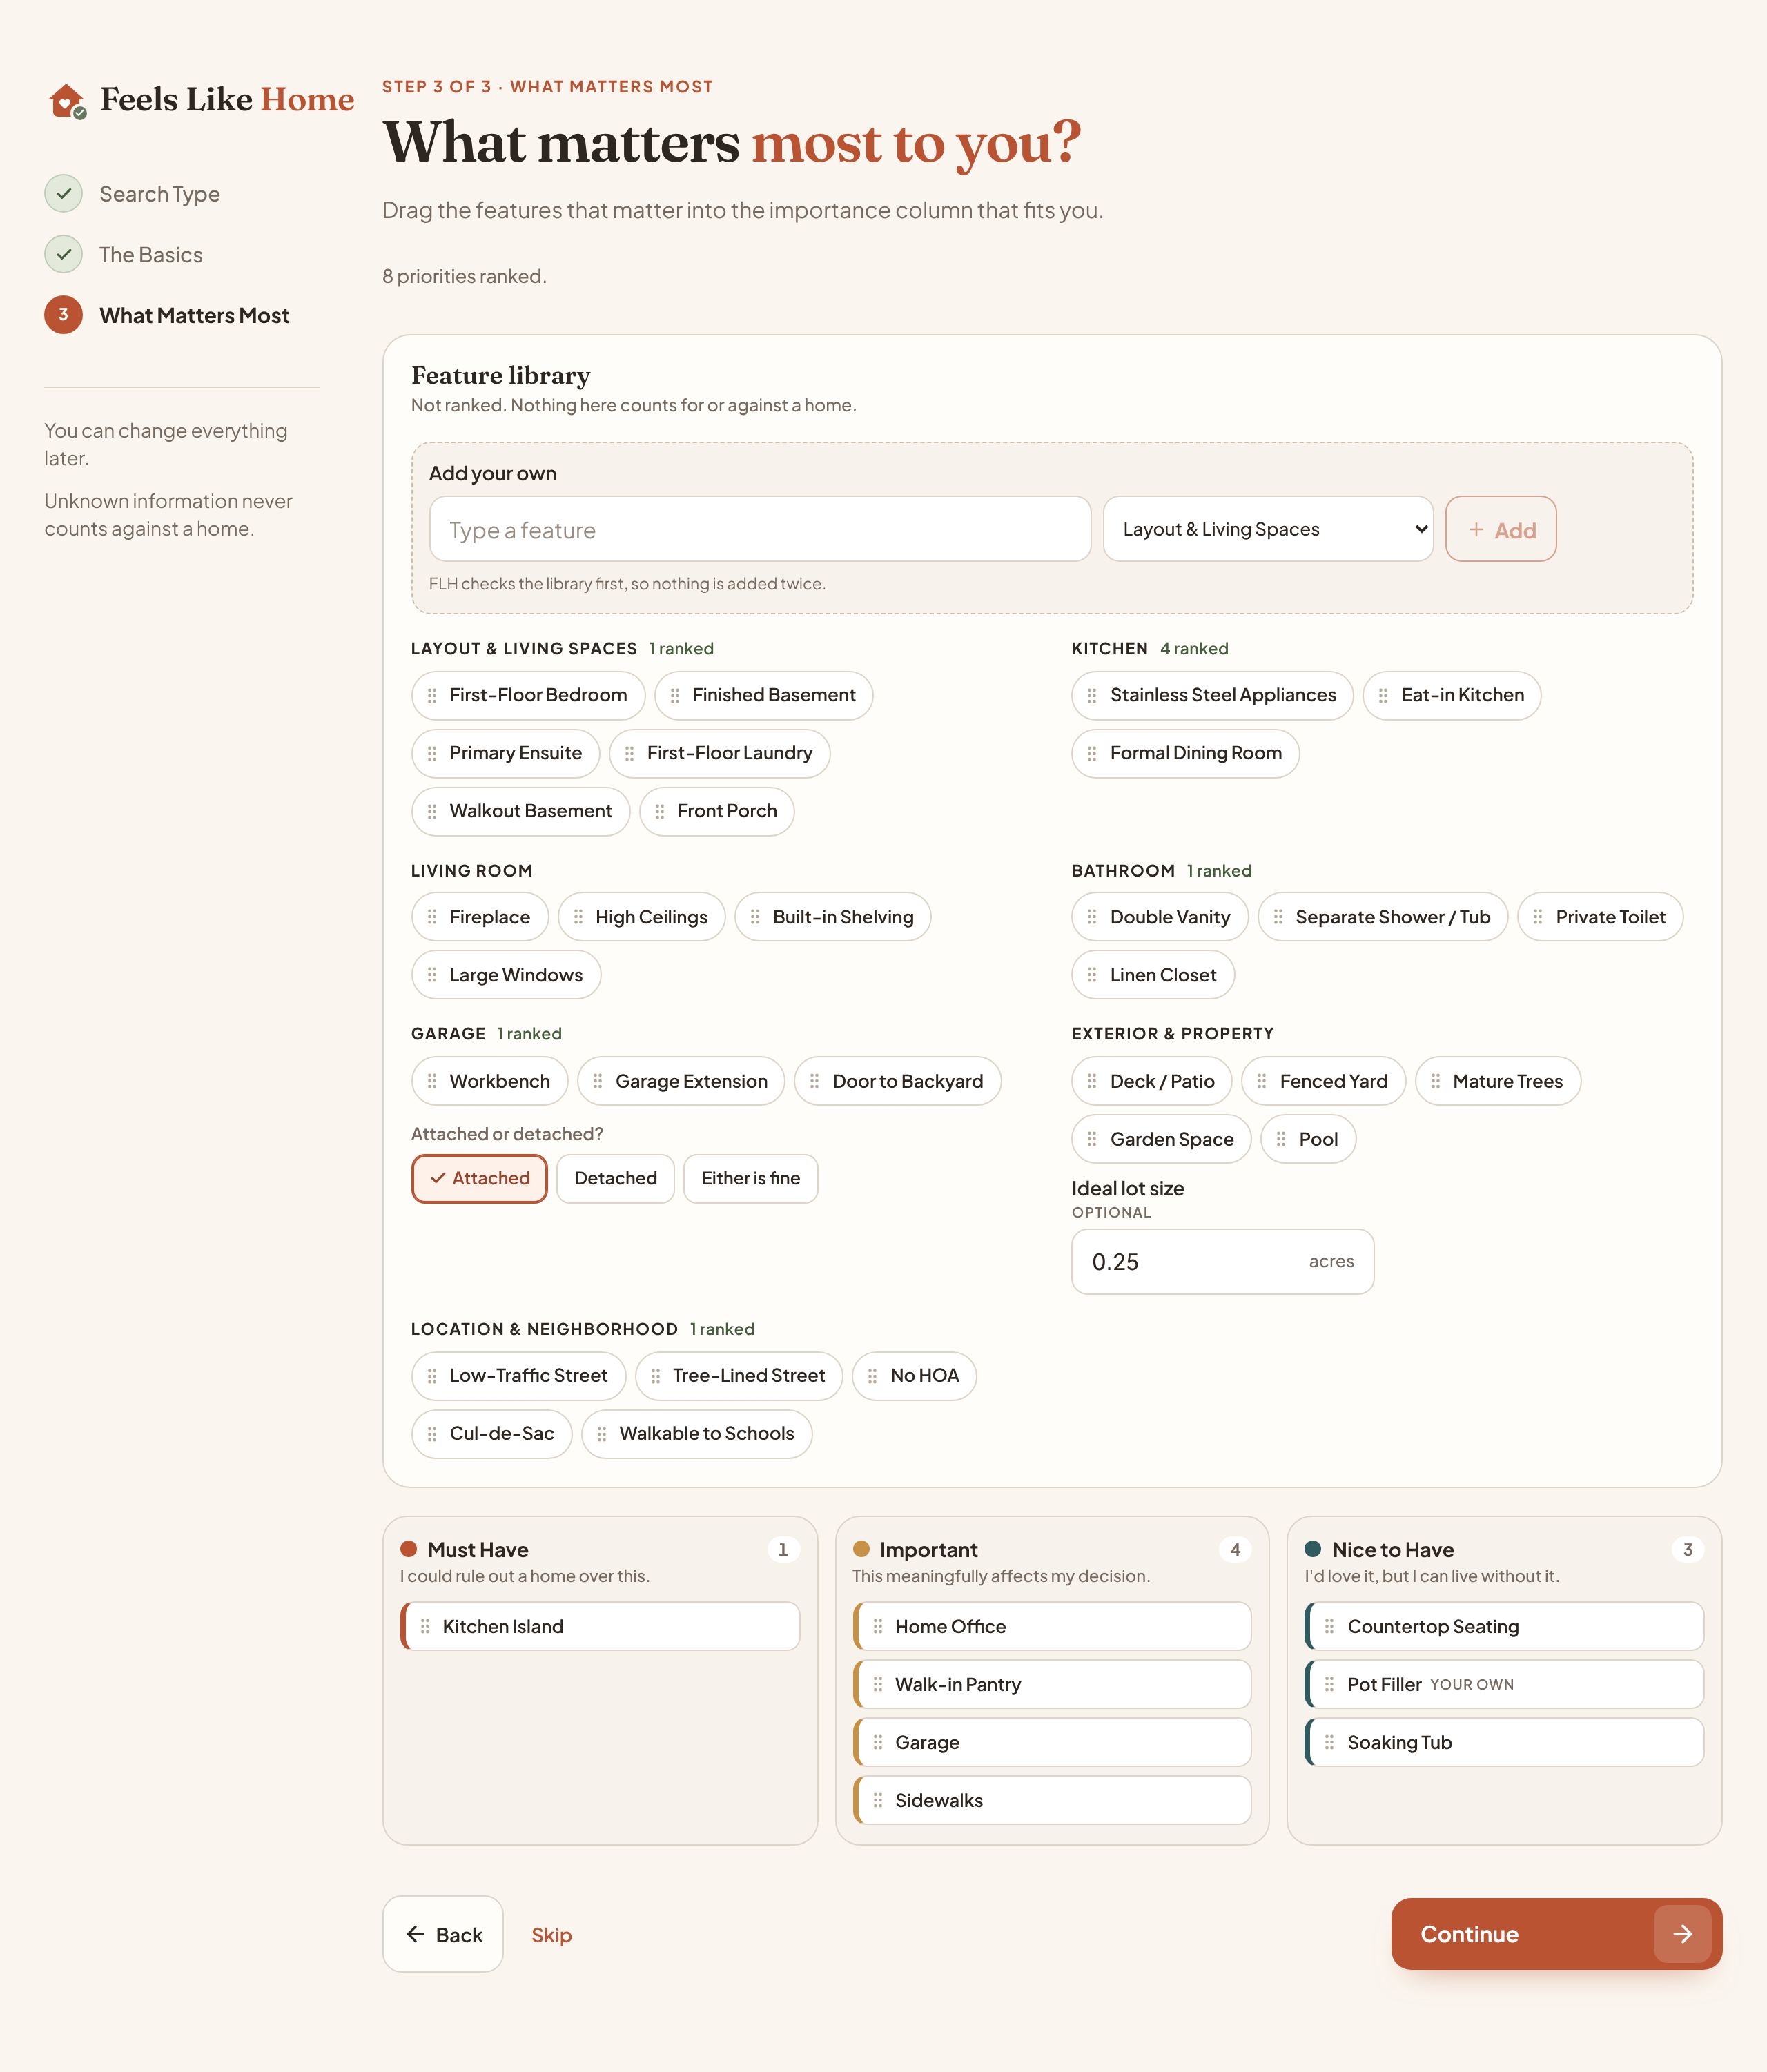 Feels Like Home
Search Type
The Basics
3 What Matters Most
You can change everything
later.
Unknown information never
counts against a home.
STEP 3 OF 3 · WHAT MATTERS MOST
What matters most to you?
Drag the features that matter into the importance column that fits you.
8 priorities ranked.
Feature library
Not ranked. Nothing here counts for or against a home.
Add your own
Type a feature
Layout & Living Spaces
+ Add
FLH checks the library first, so nothing is added twice.
LAYOUT & LIVING SPACES 1 ranked
First-Floor Bedroom Finished Basement
Primary Ensuite First-Floor Laundry
Walkout Basement Front Porch
KITCHEN 4 ranked
Stainless Steel Appliances Eat-in Kitchen
Formal Dining Room
LIVING ROOM
Fireplace High Ceilings Built-in Shelving
Large Windows
BATHROOM 1 ranked
Double Vanity Separate Shower / Tub Private Toilet
Linen Closet
GARAGE 1 ranked
Workbench Garage Extension Door to Backyard
Attached or detached?
Attached Detached Either is fine
EXTERIOR & PROPERTY
Deck / Patio Fenced Yard Mature Trees
Garden Space Pool
Ideal lot size
OPTIONAL
0.25 acres
LOCATION & NEIGHBORHOOD 1 ranked
Low-Traffic Street Tree-Lined Street No HOA
Cul-de-Sac Walkable to Schools
Must Have 1
I could rule out a home over this.
Kitchen Island
Important 4
This meaningfully affects my decision.
Home Office
Walk-in Pantry
Garage
Sidewalks
Nice to Have 3
I'd love it, but I can live without it.
Countertop Seating
Pot Filler YOUR OWN
Soaking Tub
Back
Skip
Continue